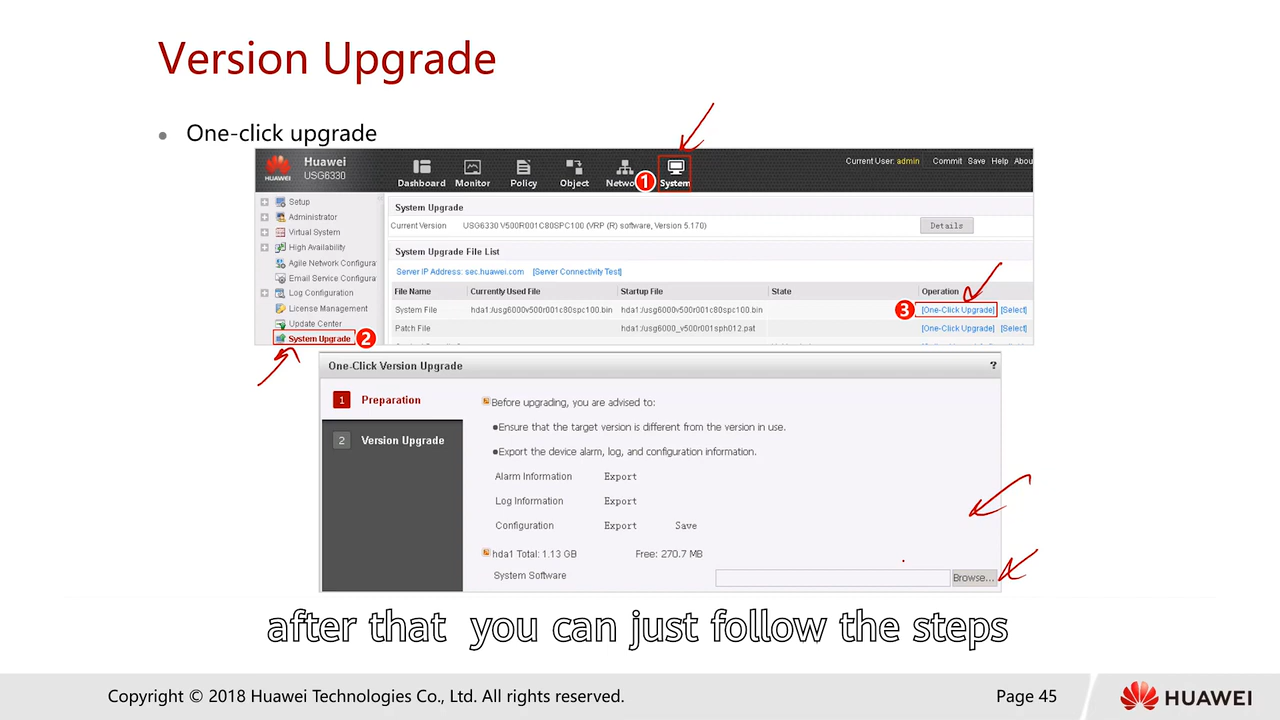 Version Upgrade
One-click upgrade
Huawei
USG6330
HUAWEI
Dashboard Monitor Policy Object Netwo 1 System
Current User: admin Commit Save Help Abou
Setup
Administrator
Virtual System
High Availability
Agile Network Configura
Email Service Configura
Log Configuration
License Management
Update Center
System Upgrade 2
System Upgrade
Current Version USG6330 V500R001C80SPC100 (VRP (R) software, Version 5.170) Details
System Upgrade File List
Server IP Address: sec.huawei.com [Server Connectivity Test]
File Name Currently Used File Startup File State Operation
System File hda1:/usg6000v500r001c80spc100.bin hda1:/usg6000v500r001c80spc100.bin 3 [One-Click Upgrade] [Select]
Patch File hda1:/usg6000_v500r001sph012.pat [One-Click Upgrade] [Select]
One-Click Version Upgrade ?
1 Preparation
2 Version Upgrade
Before upgrading, you are advised to:
●Ensure that the target version is different from the version in use.
●Export the device alarm, log, and configuration information.
Alarm Information Export
Log Information Export
Configuration Export Save
hda1 Total: 1.13 GB Free: 270.7 MB
System Software Browse...
after that you can just follow the steps
Copyright © 2018 Huawei Technologies Co., Ltd. All rights reserved. Page 45 HUAWEI